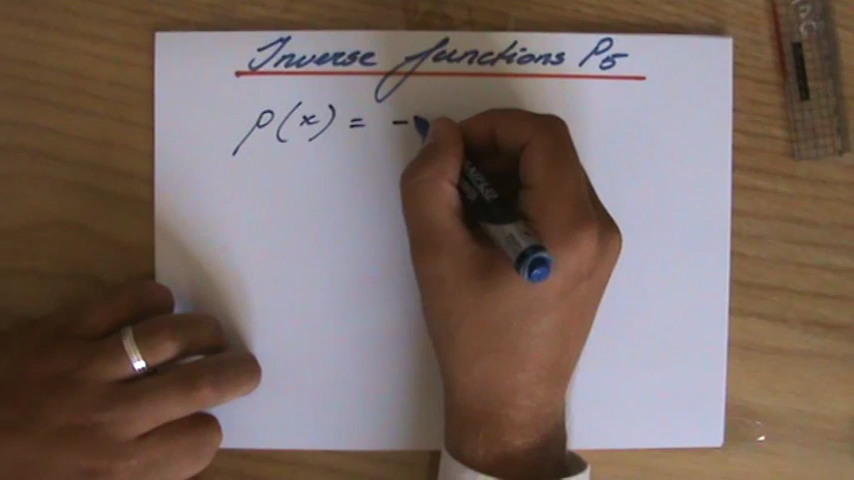 Inverse functions P5
p(x) = -